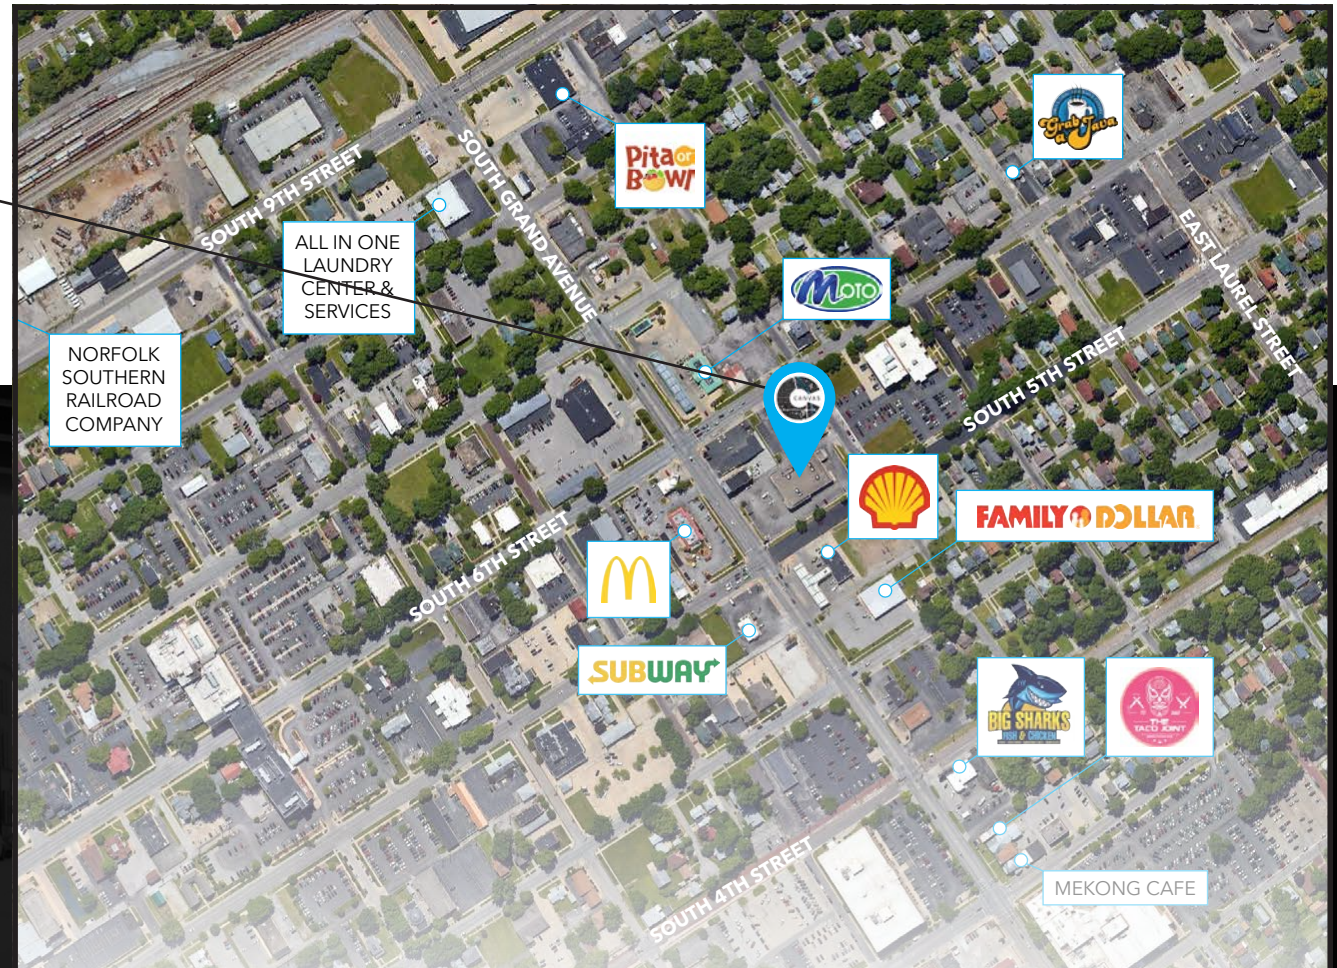 Grab
a Java
Pita or
BOWl
SOUTH 9TH STREET
SOUTH GRAND AVENUE
ALL IN ONE
LAUNDRY
CENTER &
SERVICES
EAST LAUREL STREET
MOTO
NORFOLK
SOUTHERN
RAILROAD
COMPANY
SOUTH 5TH STREET
CANVAS
FAMILY DOLLAR
SOUTH 6TH STREET
SUBWAY
BIG SHARKS
FISH & CHICKEN
THE
TACO JOINT
SOUTH 4TH STREET
MEKONG CAFE